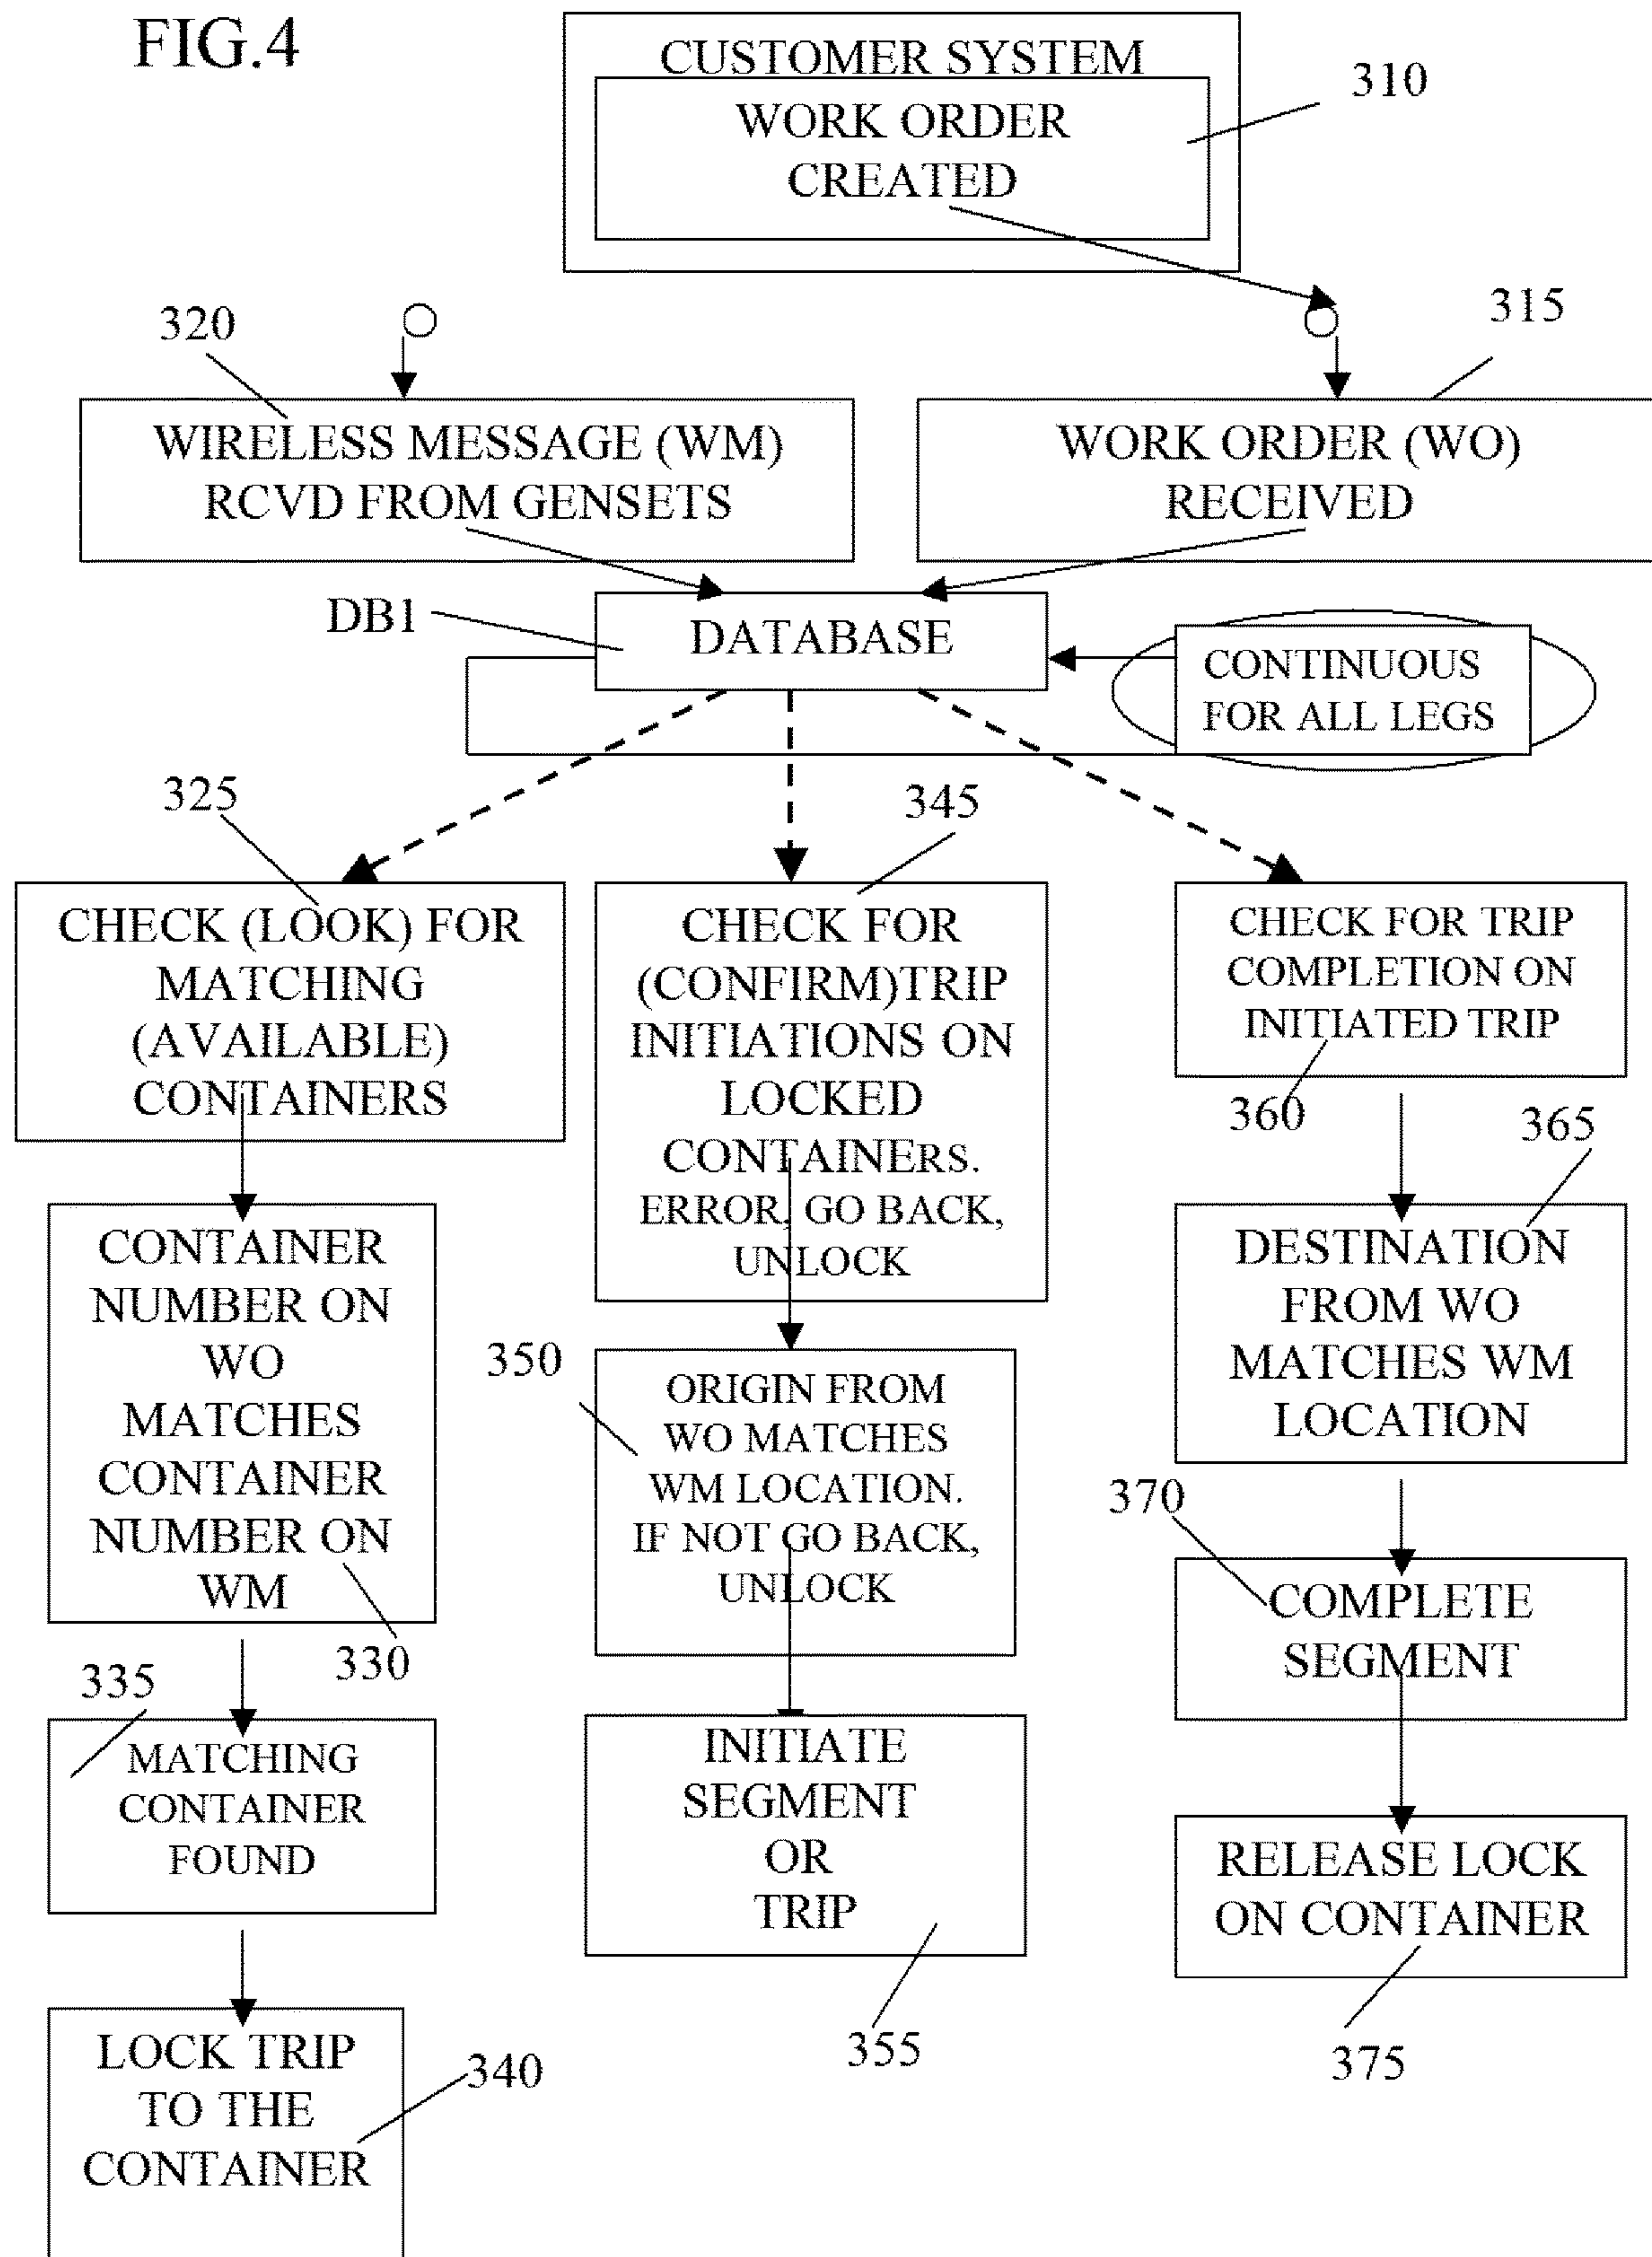 FIG.4
CUSTOMER SYSTEM
WORK ORDER
CREATED
310
320
315
WIRELESS MESSAGE (WM)
RCVD FROM GENSETS
WORK ORDER (WO)
RECEIVED
DB1
DATABASE
CONTINUOUS
FOR ALL LEGS
325
CHECK (LOOK) FOR
MATCHING
(AVAILABLE)
CONTAINERS
CONTAINER
NUMBER ON
WO
MATCHES
CONTAINER
NUMBER ON
WM
330
335
MATCHING
CONTAINER
FOUND
LOCK TRIP
TO THE
CONTAINER
340
345
CHECK FOR
(CONFIRM)TRIP
INITIATIONS ON
LOCKED
CONTAINERS.
ERROR, GO BACK,
UNLOCK
350
ORIGIN FROM
WO MATCHES
WM LOCATION.
IF NOT GO BACK,
UNLOCK
INITIATE
SEGMENT
OR
TRIP
355
CHECK FOR TRIP
COMPLETION ON
INITIATED TRIP
360
365
DESTINATION
FROM WO
MATCHES WM
LOCATION
370
COMPLETE
SEGMENT
RELEASE LOCK
ON CONTAINER
375